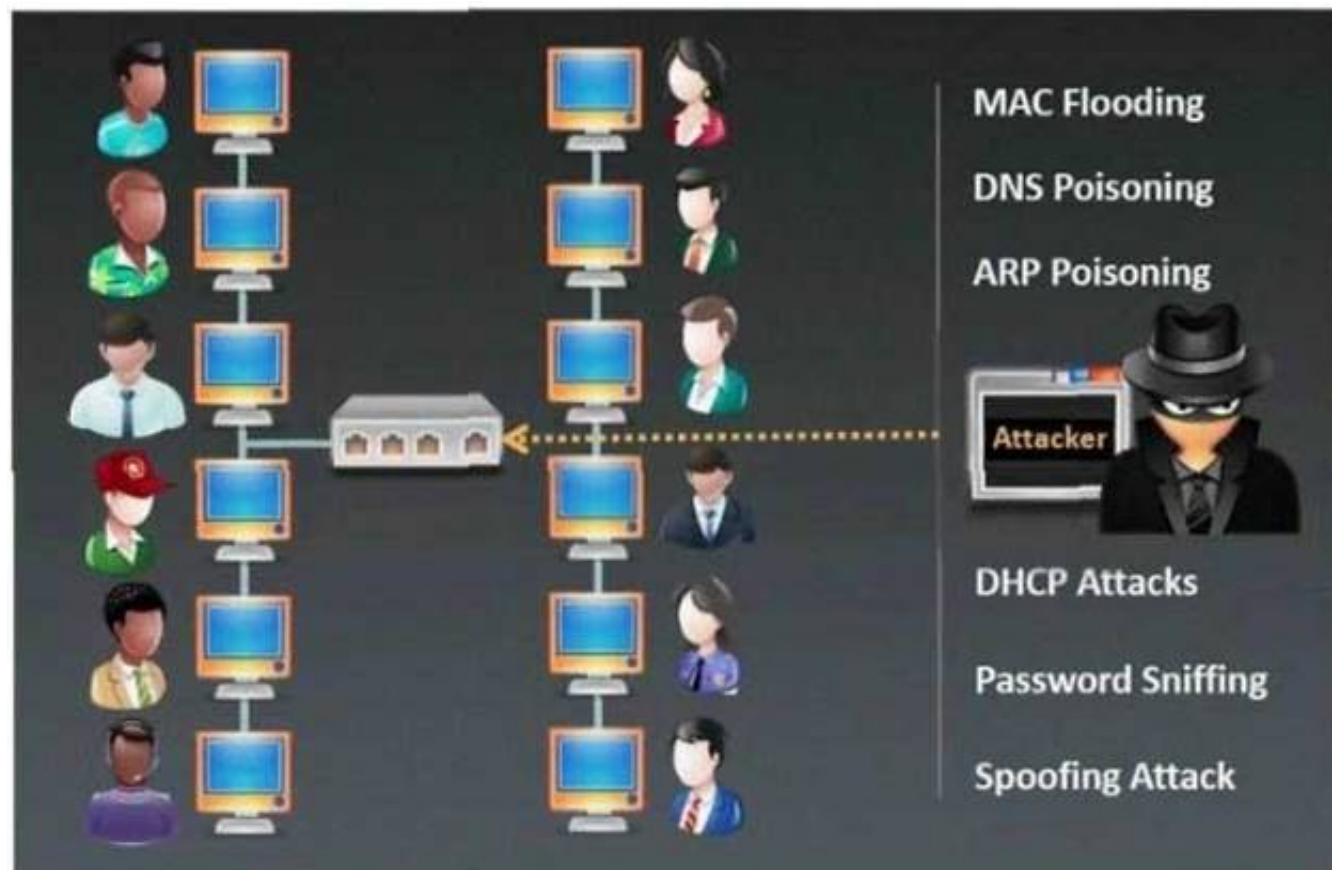 MAC Flooding
DNS Poisoning
ARP Poisoning
Attacker
DHCP Attacks
Password Sniffing
Spoofing Attack